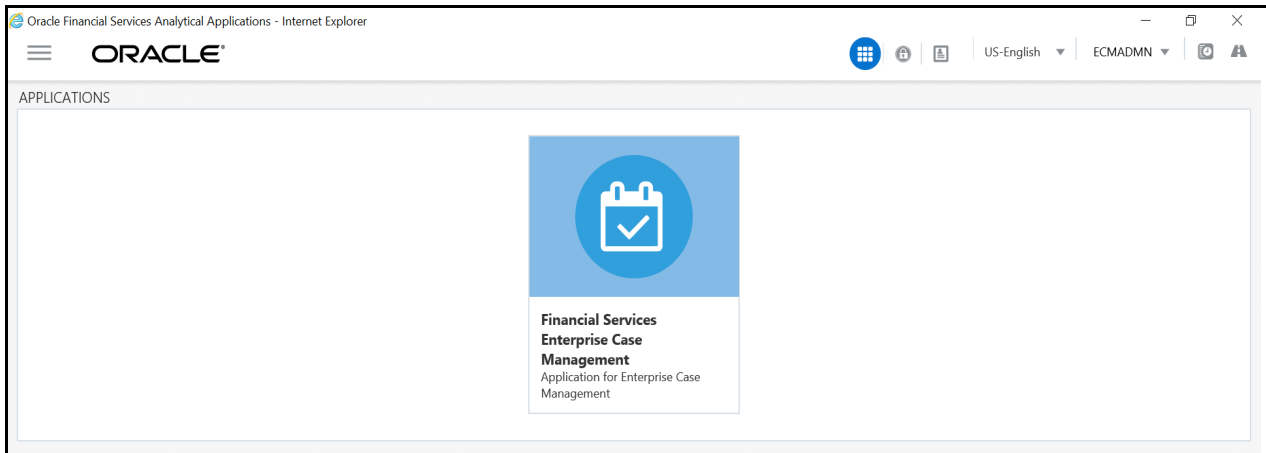 Oracle Financial Services Analytical Applications - Internet Explorer
ORACLE®
US-English
ECMADMN
APPLICATIONS
Financial Services
Enterprise Case
Management
Application for Enterprise Case
Management